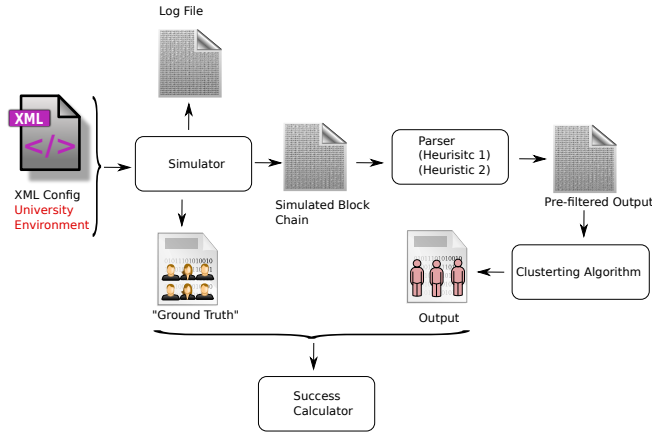 Log File
XML
</>
XML Config
University
Environment
Simulator
Simulated Block
Chain
Parser
(Heurisitc 1)
(Heuristic 2)
Pre-filtered Output
Clusterting Algorithm
"Ground Truth"
Output
Success
Calculator